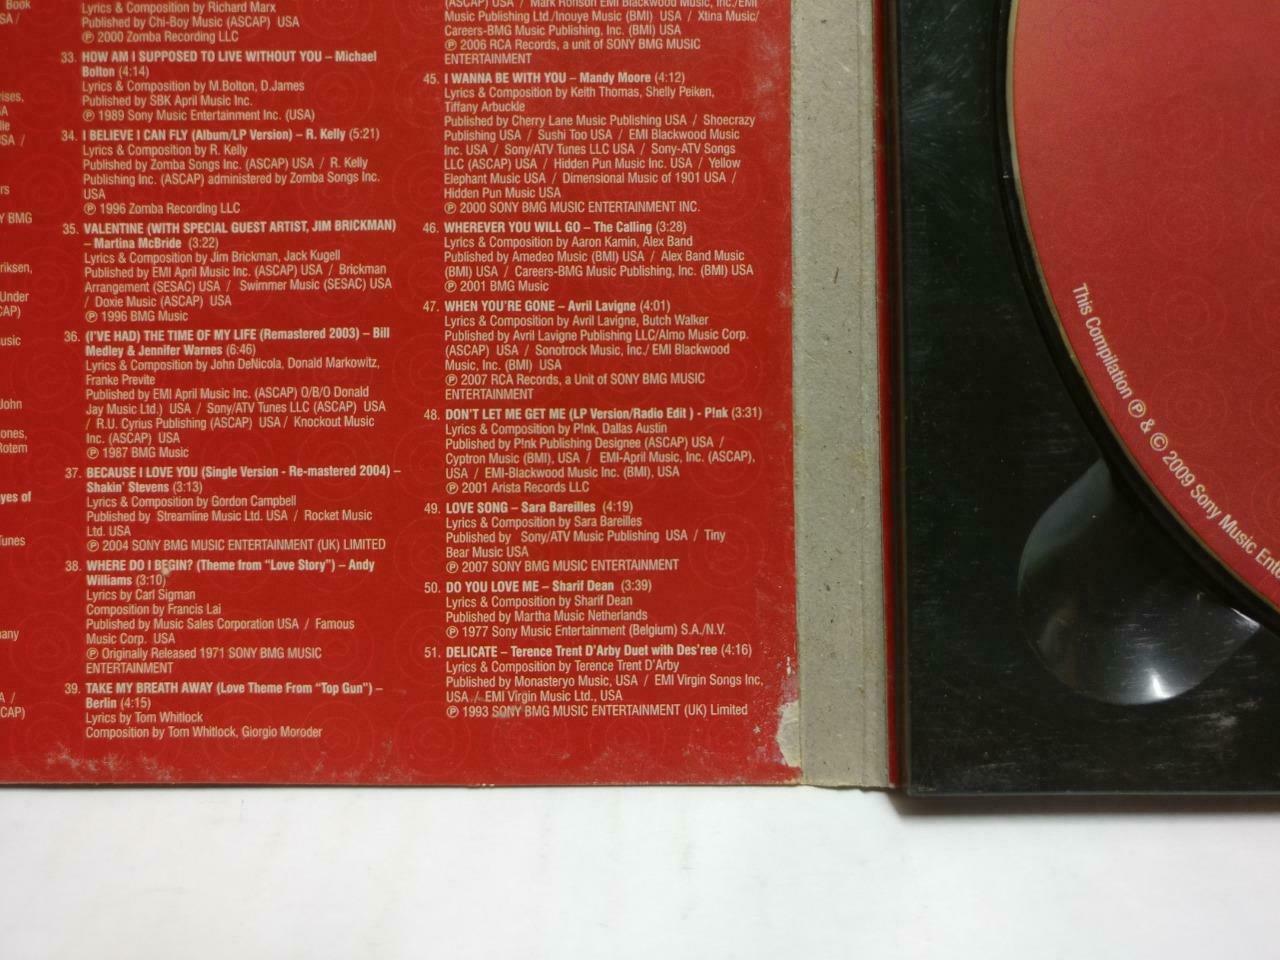 Book
SA /
rises,
SA
lle
SA /
rs
Y BMG
riksen,
Under
CAP)
usic
John
ones,
Rotem
eyes of
Tunes
many
A /
CAP)
Lyrics & Composition by Richard Marx
Published by Chi-Boy Music (ASCAP) USA
℗ 2000 Zomba Recording LLC
33. HOW AM I SUPPOSED TO LIVE WITHOUT YOU – Michael
Bolton (4:14)
Lyrics & Composition by M.Bolton, D.James
Published by SBK April Music Inc.
℗ 1989 Sony Music Entertainment Inc. (USA)
34. I BELIEVE I CAN FLY (Album/LP Version) – R. Kelly (5:21)
Lyrics & Composition by R. Kelly
Published by Zomba Songs Inc. (ASCAP) USA / R. Kelly
Publishing Inc. (ASCAP) administered by Zomba Songs Inc.
USA
℗ 1996 Zomba Recording LLC
35. VALENTINE (WITH SPECIAL GUEST ARTIST, JIM BRICKMAN)
– Martina McBride (3:22)
Lyrics & Composition by Jim Brickman, Jack Kugell
Published by EMI April Music Inc. (ASCAP) USA / Brickman
Arrangement (SESAC) USA / Swimmer Music (SESAC) USA
/ Doxie Music (ASCAP) USA
℗ 1996 BMG Music
36. (I'VE HAD) THE TIME OF MY LIFE (Remastered 2003) – Bill
Medley & Jennifer Warnes (6:46)
Lyrics & Composition by John DeNicola, Donald Markowitz,
Franke Previte
Published by EMI April Music Inc. (ASCAP) O/B/O Donald
Jay Music Ltd.) USA / Sony/ATV Tunes LLC (ASCAP) USA
/ R.U. Cyrius Publishing (ASCAP) USA / Knockout Music
Inc. (ASCAP) USA
℗ 1987 BMG Music
37. BECAUSE I LOVE YOU (Single Version - Re-mastered 2004) –
Shakin' Stevens (3:13)
Lyrics & Composition by Gordon Campbell
Published by Streamline Music Ltd. USA / Rocket Music
Ltd. USA
℗ 2004 SONY BMG MUSIC ENTERTAINMENT (UK) LIMITED
38. WHERE DO I BEGIN? (Theme from "Love Story") – Andy
Williams (3:10)
Lyrics by Carl Sigman
Composition by Francis Lai
Published by Music Sales Corporation USA / Famous
Music Corp. USA
℗ Originally Released 1971 SONY BMG MUSIC
ENTERTAINMENT
39. TAKE MY BREATH AWAY (Love Theme From "Top Gun") –
Berlin (4:15)
Lyrics by Tom Whitlock
Composition by Tom Whitlock, Giorgio Moroder
(ASCAP) USA / Mark Ronson EMI Blackwood Music, Inc./EMI
Music Publishing Ltd./Inouye Music (BMI) USA / Xtina Music/
Careers-BMG Music Publishing, Inc. (BMI) USA
℗ 2006 RCA Records, a unit of SONY BMG MUSIC
ENTERTAINMENT
45. I WANNA BE WITH YOU – Mandy Moore (4:12)
Lyrics & Composition by Keith Thomas, Shelly Peiken,
Tiffany Arbuckle
Published by Cherry Lane Music Publishing USA / Shoecrazy
Publishing USA / Sushi Too USA / EMI Blackwood Music
Inc. USA / Sony/ATV Tunes LLC USA / Sony-ATV Songs
LLC (ASCAP) USA / Hidden Pun Music Inc. USA / Yellow
Elephant Music USA / Dimensional Music of 1901 USA /
Hidden Pun Music USA
℗ 2000 SONY BMG MUSIC ENTERTAINMENT INC.
46. WHEREVER YOU WILL GO – The Calling (3:28)
Lyrics & Composition by Aaron Kamin, Alex Band
Published by Amedeo Music (BMI) USA / Alex Band Music
(BMI) USA / Careers-BMG Music Publishing, Inc. (BMI) USA
℗ 2001 BMG Music
47. WHEN YOU'RE GONE – Avril Lavigne (4:01)
Lyrics & Composition by Avril Lavigne, Butch Walker
Published by Avril Lavigne Publishing LLC/Almo Music Corp.
(ASCAP) USA / Sonotrock Music, Inc./ EMI Blackwood
Music, Inc. (BMI) USA
℗ 2007 RCA Records, a Unit of SONY BMG MUSIC
ENTERTAINMENT
48. DON'T LET ME GET ME (LP Version/Radio Edit ) - P!nk (3:31)
Lyrics & Composition by P!nk, Dallas Austin
Published by P!nk Publishing Designee (ASCAP) USA /
Cyptron Music (BMI), USA / EMI-April Music, Inc. (ASCAP),
USA / EMI-Blackwood Music Inc. (BMI), USA
℗ 2001 Arista Records LLC
49. LOVE SONG – Sara Bareilles (4:19)
Lyrics & Composition by Sara Bareilles
Published by Sony/ATV Music Publishing USA / Tiny
Bear Music USA
℗ 2007 SONY BMG MUSIC ENTERTAINMENT
50. DO YOU LOVE ME – Sharif Dean (3:39)
Lyrics & Composition by Sharif Dean
Published by Martha Music Netherlands
℗ 1977 Sony Music Entertainment (Belgium) S.A./N.V.
51. DELICATE – Terence Trent D'Arby Duet with Des'ree (4:16)
Lyrics & Composition by Terence Trent D'Arby
Published by Monasteryo Music, USA / EMI Virgin Songs Inc,
USA / EMI Virgin Music Ltd., USA
℗ 1993 SONY BMG MUSIC ENTERTAINMENT (UK) Limited
This Compilation ℗ & © 2009 Sony Music Ente